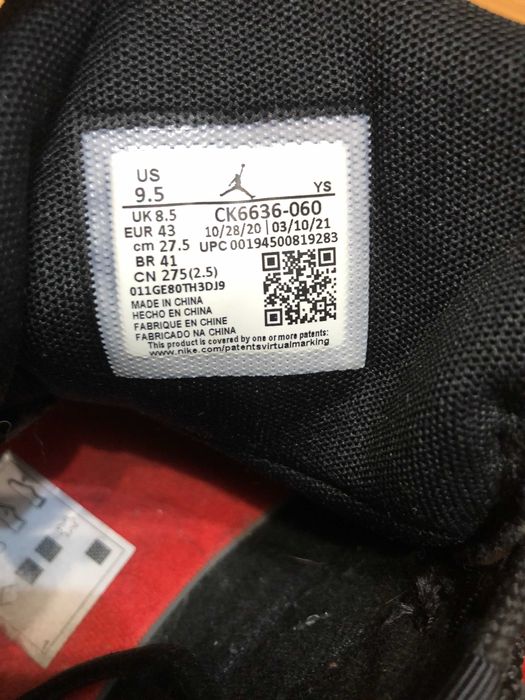 US
9.5
YS
UK 8.5
CK6636-060
EUR 43
10/28/20 | 03/10/21
cm 27.5
UPC 00194500819283
BR 41
CN 275(2.5)
011GE80TH3DJ9
MADE IN CHINA
HECHO EN CHINA
FABRIQUE EN CHINE
FABRICADO NA CHINA
This product is covered by one or more patents:
www.nike.com/patentsvirtualmarking